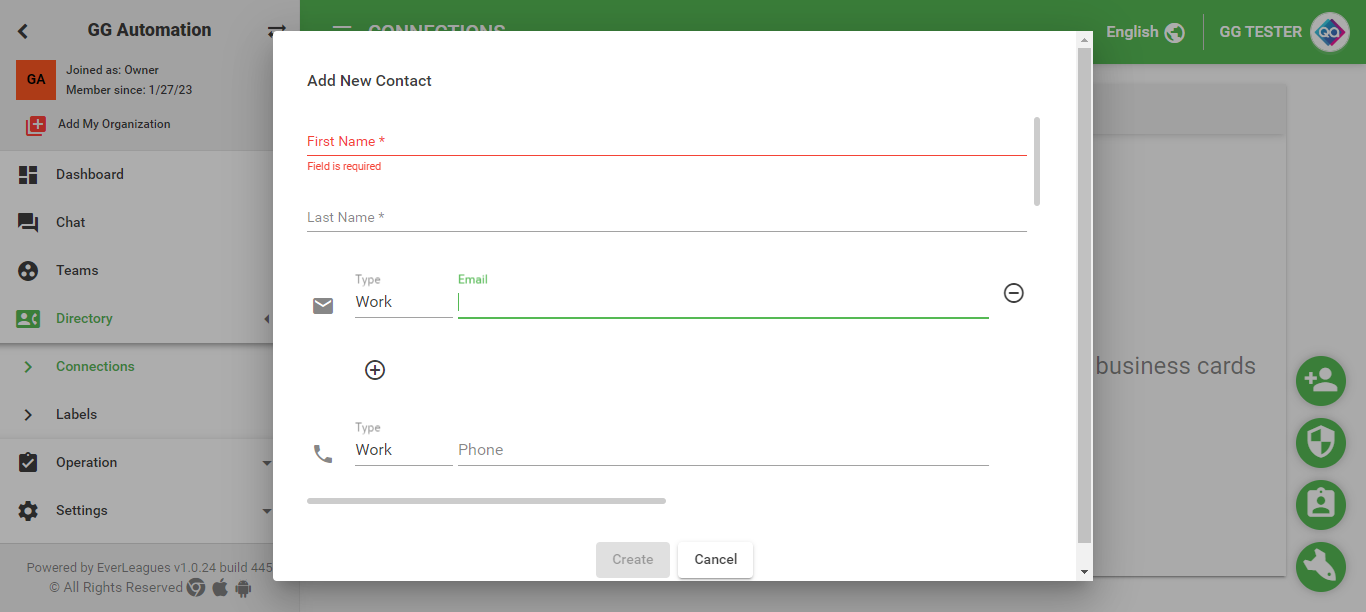 GG Automation
GA
Joined as: Owner
Member since: 1/27/23
Add My Organization
Dashboard
Chat
Teams
Directory
Connections
Labels
Operation
Settings
Powered by EverLeagues v1.0.24 build 445
© All Rights Reserved
CONNECTIONS
English
GG TESTER
Add New Contact
First Name *
Field is required
Last Name *
Type
Work
Email
Type
Work
Phone
Create
Cancel
business cards